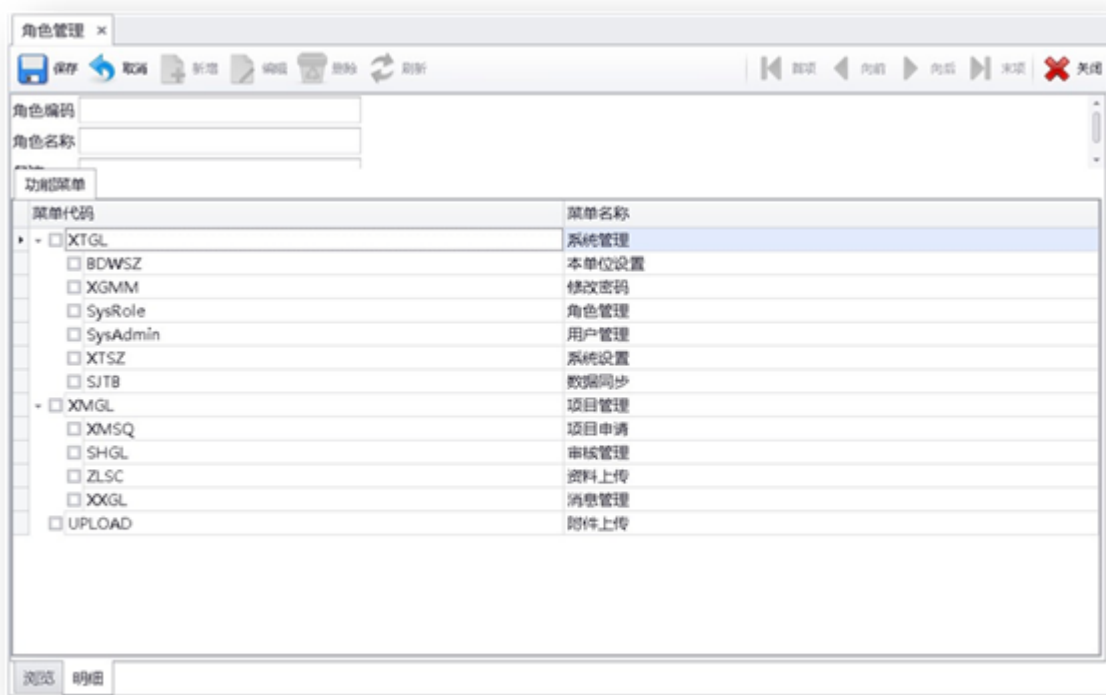 角色管理 ×
保存 取消 新增 编辑 删除 刷新 首项 向前 向后 末项 关闭
角色编码
角色名称
功能菜单
菜单代码 菜单名称
XTGL 系统管理
BDWSZ 本单位设置
XGMM 修改密码
SysRole 角色管理
SysAdmin 用户管理
XTSZ 系统设置
SJTB 数据同步
XMGL 项目管理
XMSQ 项目申请
SHGL 审核管理
ZLSC 资料上传
XXGL 消息管理
UPLOAD 附件上传
浏览 明细